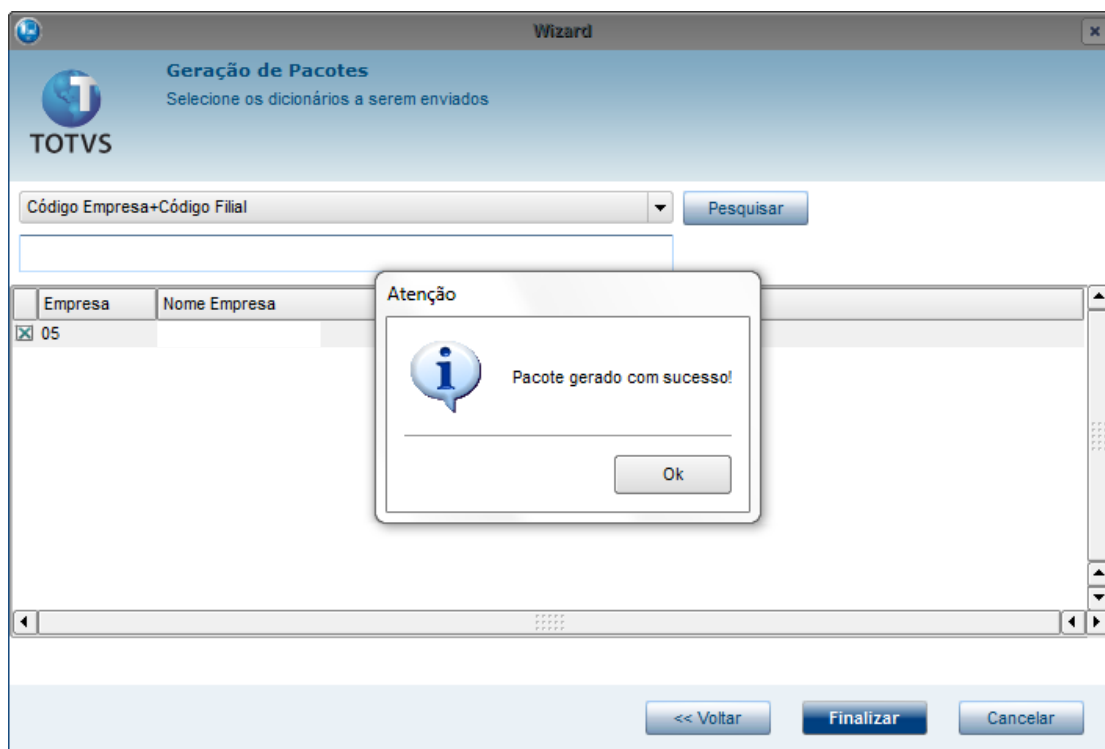 Wizard
Geração de Pacotes
Selecione os dicionários a serem enviados
TOTVS
Código Empresa+Código Filial
Pesquisar
Empresa
Nome Empresa
05
Atenção
Pacote gerado com sucesso!
Ok
<< Voltar
Finalizar
Cancelar